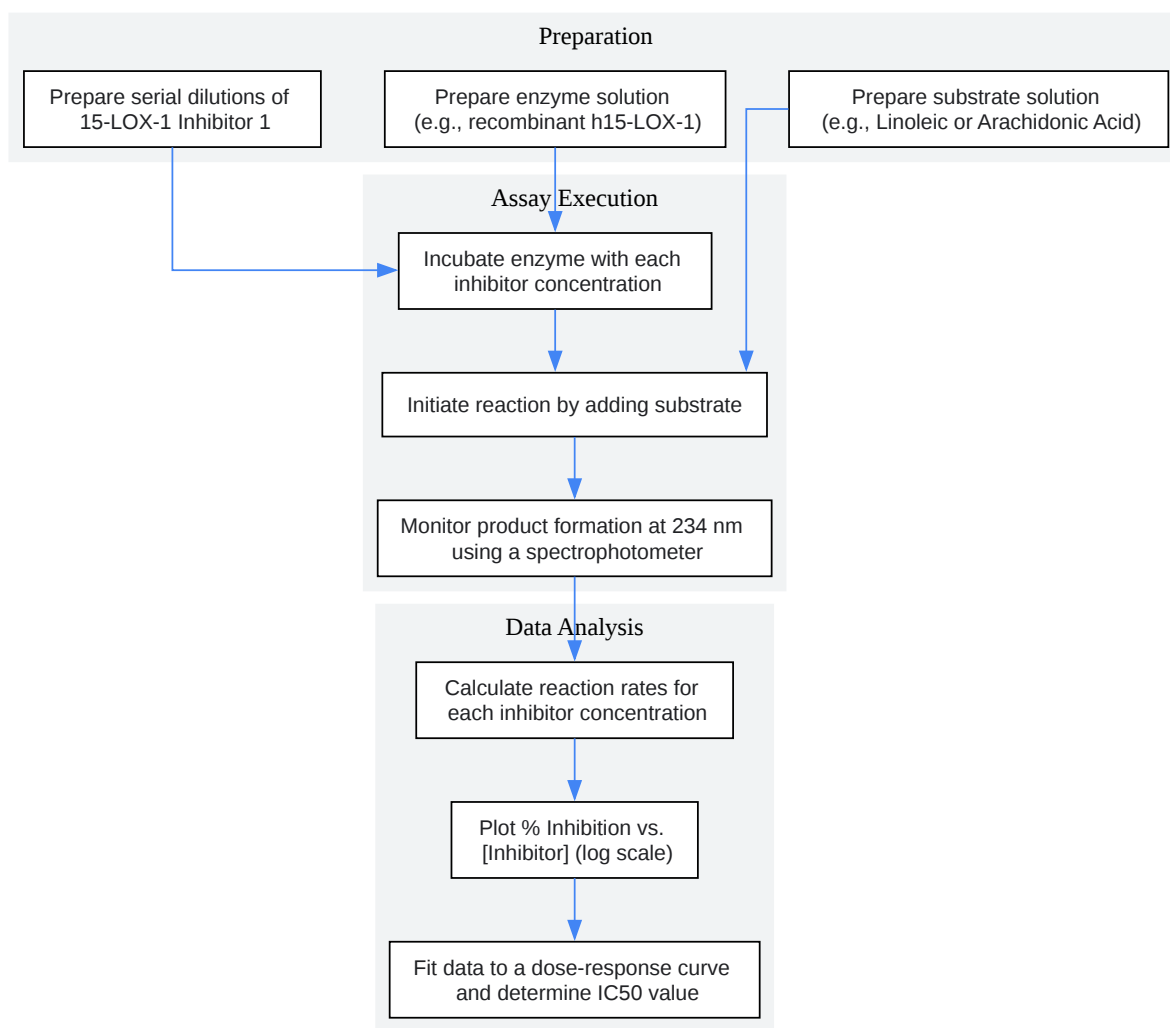 Preparation
Prepare serial dilutions of
15-LOX-1 Inhibitor 1
Prepare enzyme solution
(e.g., recombinant h15-LOX-1)
Prepare substrate solution
(e.g., Linoleic or Arachidonic Acid)
Assay Execution
Incubate enzyme with each
inhibitor concentration
Initiate reaction by adding substrate
Monitor product formation at 234 nm
using a spectrophotometer
Data Analysis
Calculate reaction rates for
each inhibitor concentration
Plot % Inhibition vs.
[Inhibitor] (log scale)
Fit data to a dose-response curve
and determine IC50 value